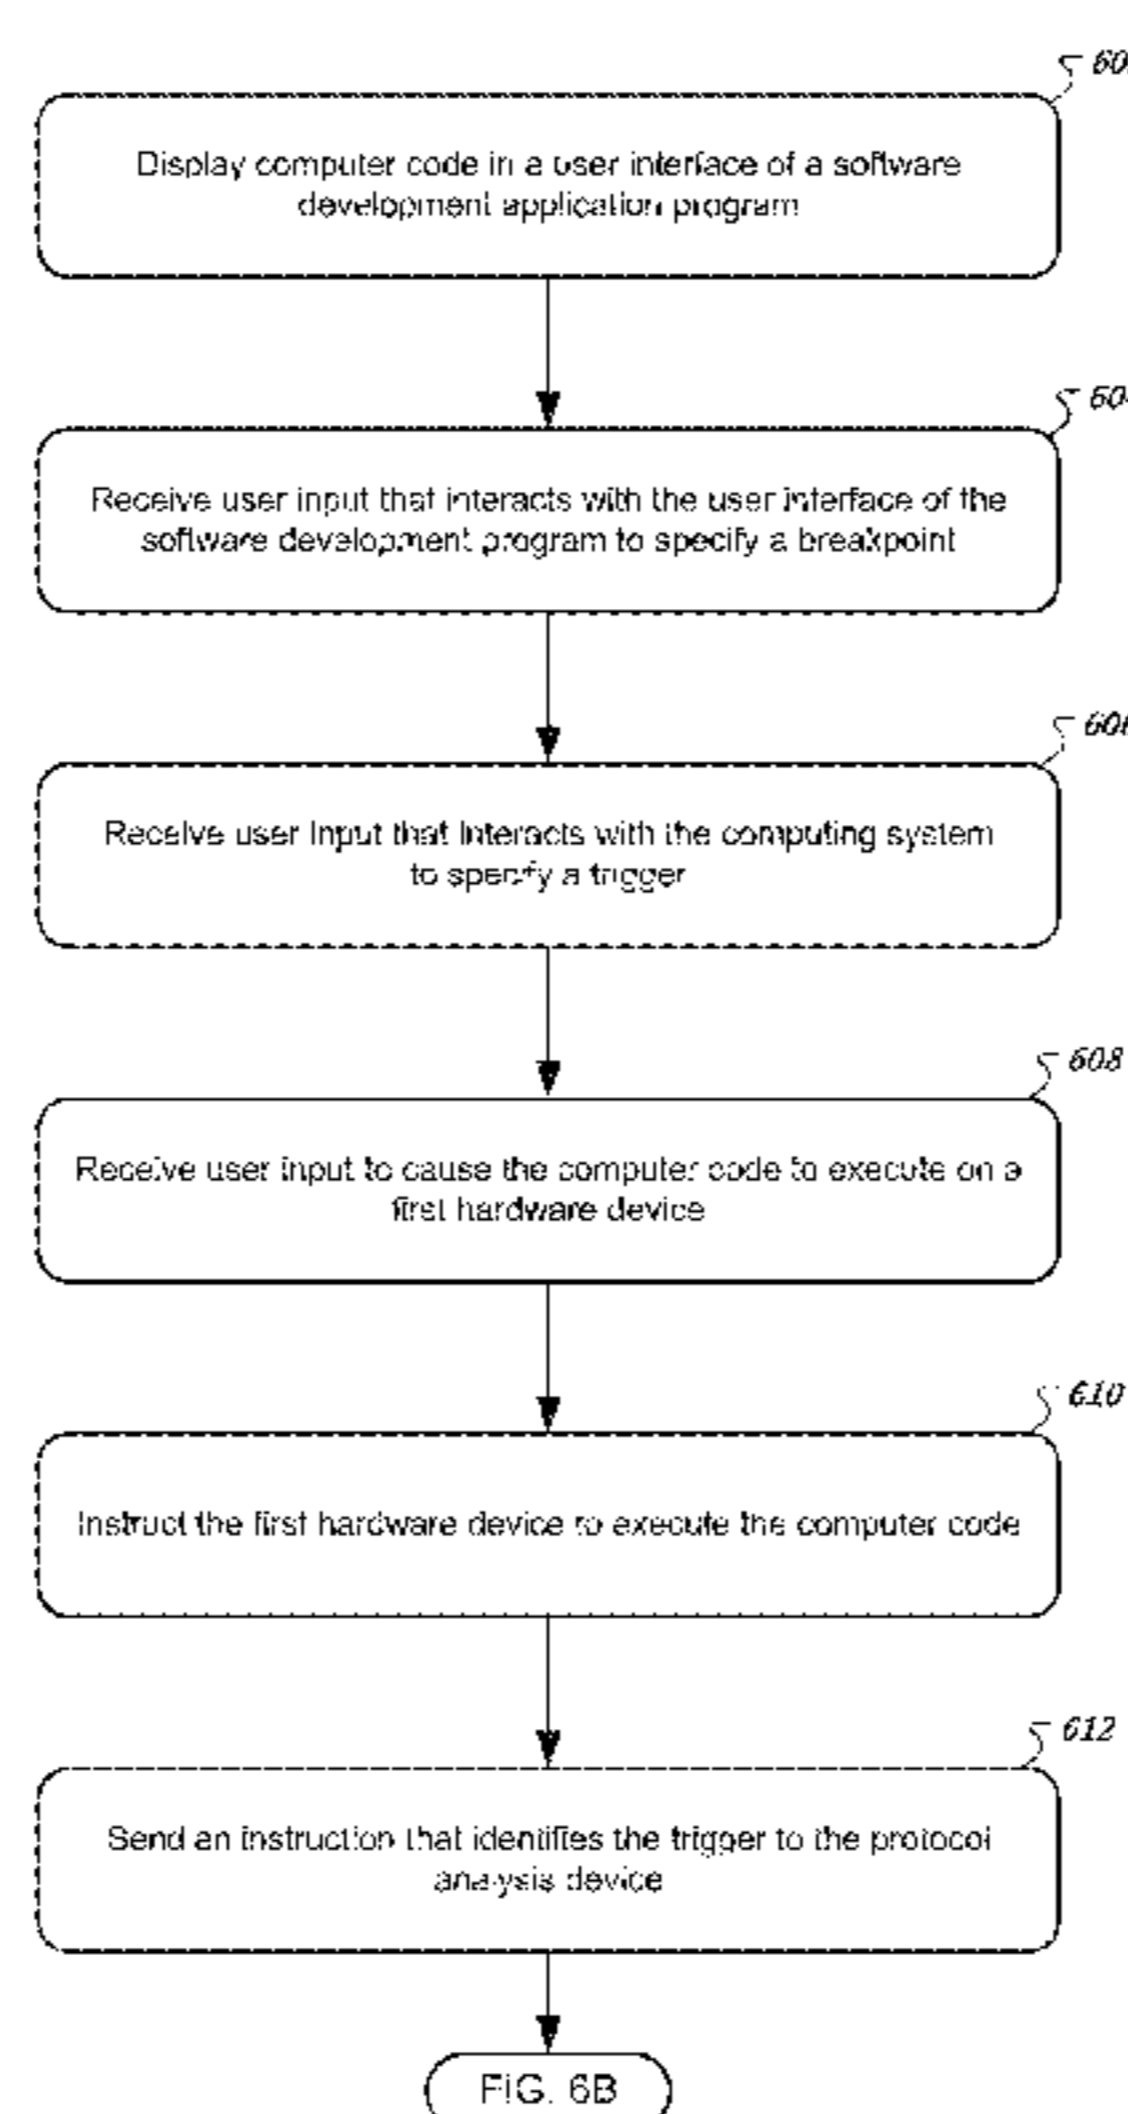 60
Display computer code in a user interface of a software
development application program
60
Receive user input that interacts with the user interface of the
software development program to specify a breakpoint
606
Receive user input that interacts with the computing system
to specify a trigger
608
Receive user input to cause the computer code to execute on a
first hardware device
610
Instruct the first hardware device to execute the computer code
612
Send an instruction that identifies the trigger to the protocol
analysis device
FIG. 6B